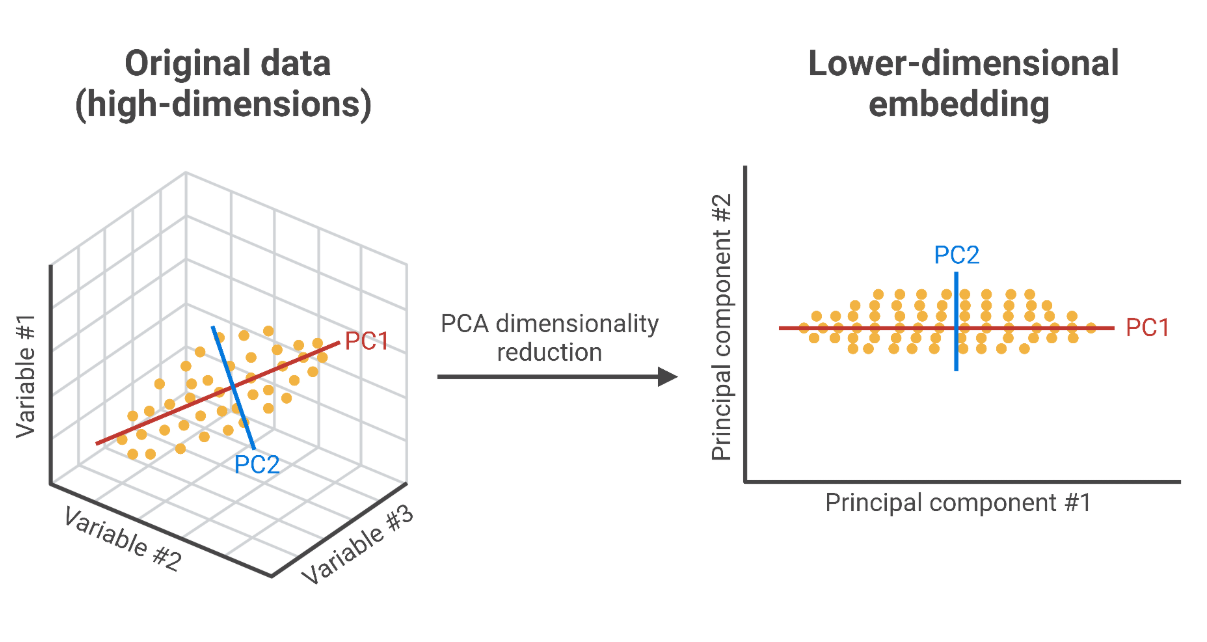 Original data
(high-dimensions)
Lower-dimensional
embedding
Variable #1
Variable #2
Variable #3
PC1
PC2
PCA dimensionality
reduction
Principal component #2
PC2
PC1
Principal component #1